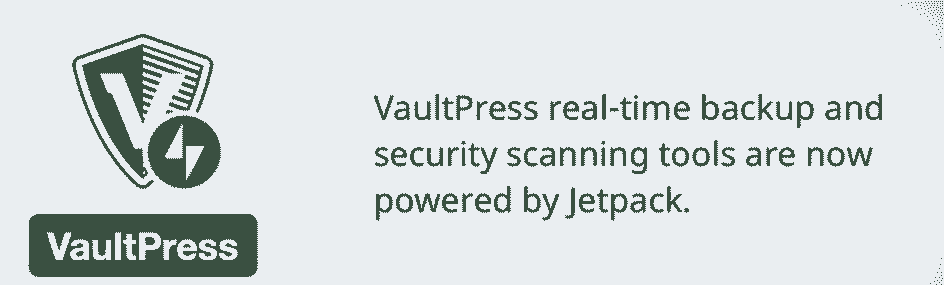 VaultPress real-time backup and
security scanning tools are now
powered by Jetpack.
VaultPress